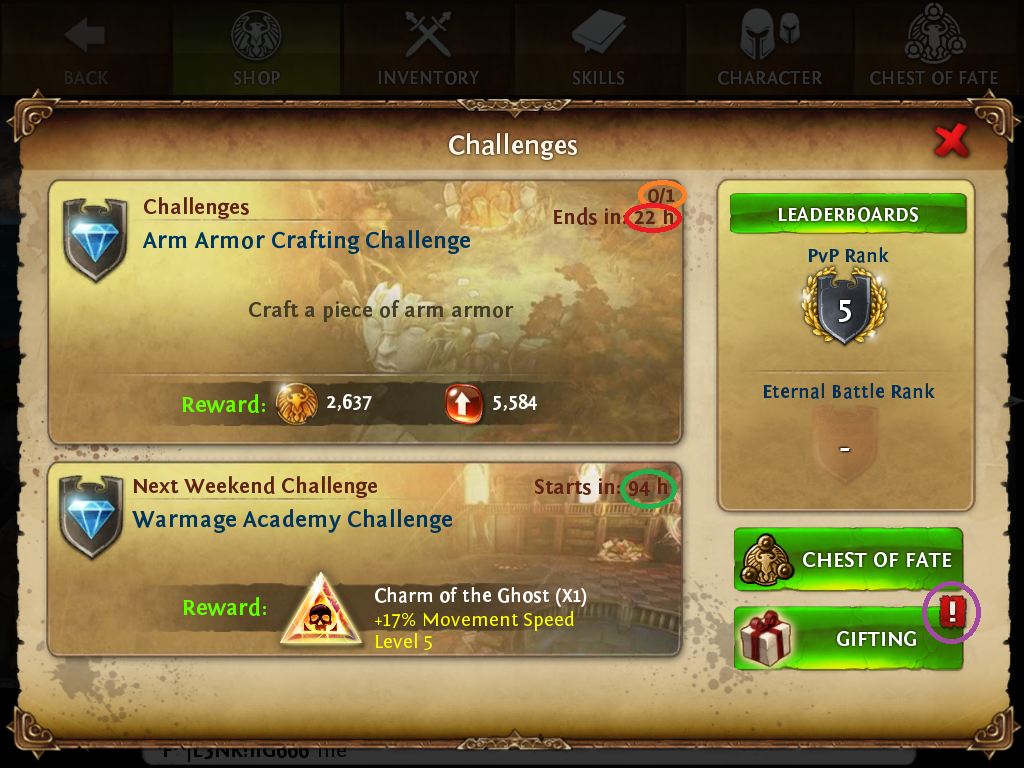 BACK
SHOP
INVENTORY
SKILLS
CHARACTER
CHEST OF FATE
Challenges
Challenges
0/1
Ends in: 22 h
Arm Armor Crafting Challenge
Craft a piece of arm armor
Reward: 2,637 5,584
Next Weekend Challenge
Starts in: 94 h
Warmage Academy Challenge
Reward:
Charm of the Ghost (X1)
+17% Movement Speed
Level 5
LEADERBOARDS
PvP Rank
5
Eternal Battle Rank
-
CHEST OF FATE
!
GIFTING
The